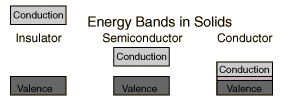 Conduction
Energy Bands in Solids
Insulator
Semiconductor
Conductor
Conduction
Conduction
Valence
Valence
Valence